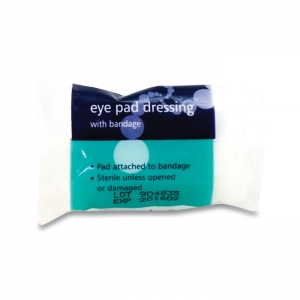 eye pad dressing
with bandage
• Pad attached to bandage
• Sterile unless opened
or damaged
LOT 904835
EXP 201602